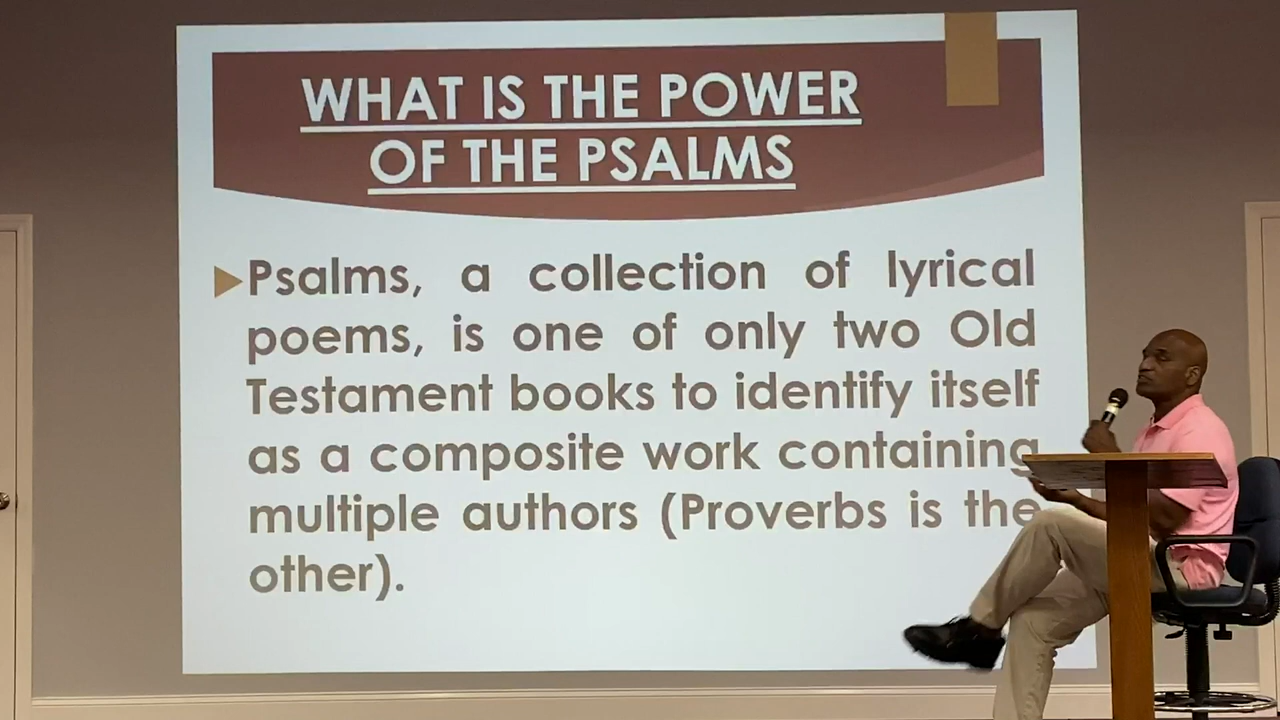 WHAT IS THE POWER
OF THE PSALMS
Psalms, a collection of lyrical
poems, is one of only two Old
Testament books to identify itself
as a composite work containing
multiple authors (Proverbs is the
other).